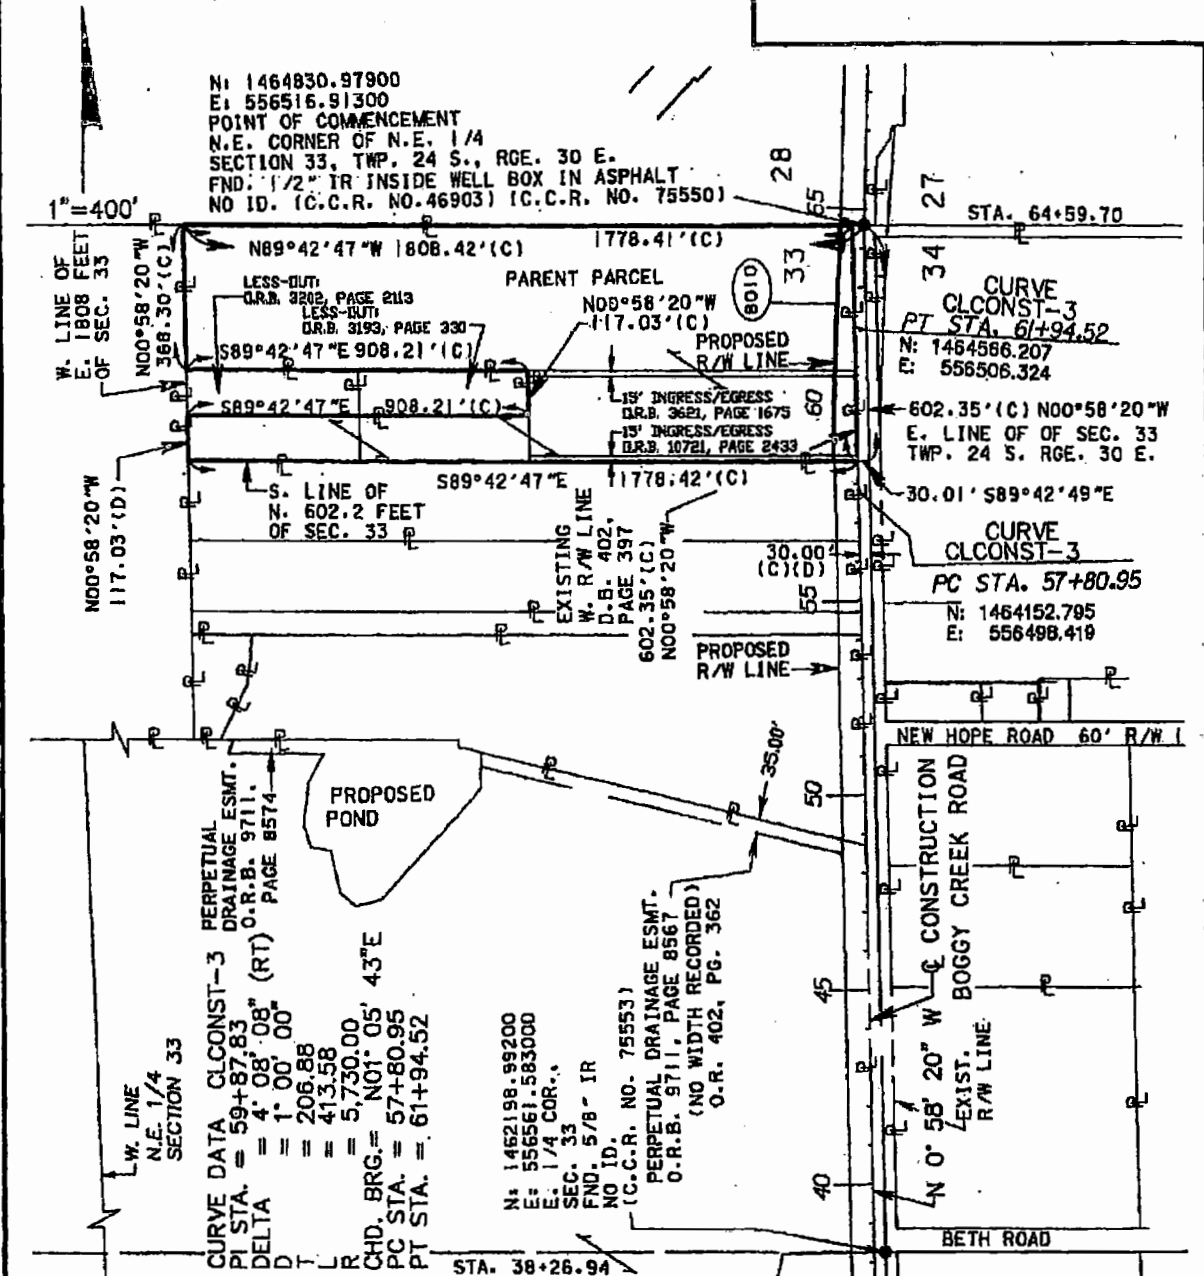 N: 1464830.97900
E: 556516.91300
POINT OF COMMENCEMENT
N.E. CORNER OF N.E. 1/4
SECTION 33, TWP. 24 S., RGE. 30 E.
FND. 1/2" IR INSIDE WELL BOX IN ASPHALT
NO ID. (C.C.R. NO.46903) (C.C.R. NO. 75550)
1"=400'
28
27
33
34
65
STA. 64+59.70
W. LINE OF
E. 1808 FEET
OF SEC. 33
N00°58'20"W
368.30'(C)
N89°42'47"W 1808.42'(C)
1778.41'(C)
LESS-OUT:
O.R.B. 3202, PAGE 2113
LESS-OUT:
O.R.B. 3193, PAGE 330
PARENT PARCEL
N00°58'20"W
117.03'(C)
8010
CURVE
CLCONST-3
PT STA. 61+94.52
N: 1464566.207
E: 556506.324
PROPOSED
R/W LINE
S89°42'47"E 908.21'(C)
S89°42'47"E 908.21'(C)
15' INGRESS/EGRESS
O.R.B. 3621, PAGE 1675
15' INGRESS/EGRESS
O.R.B. 10721, PAGE 2433
60
602.35'(C) N00°58'20"W
E. LINE OF OF SEC. 33
TWP. 24 S. RGE. 30 E.
S89°42'47"E 1778.42'(C)
30.01' S89°42'49"E
N00°58'20"W
117.03'(D)
S. LINE OF
N. 602.2 FEET
OF SEC. 33
EXISTING
W. R/W LINE
D.B. 402,
PAGE 397
602.35'(C)
N00°58'20"W
30.00'
(C)(D)
55
CURVE
CLCONST-3
PC STA. 57+80.95
N: 1464152.795
E: 556498.419
PROPOSED
R/W LINE
NEW HOPE ROAD 60' R/W
PROPOSED
POND
35.00'
50
PERPETUAL
DRAINAGE ESMT.
O.R.B. 9711,
PAGE 8574
W. LINE
N.E. 1/4
SECTION 33
CURVE DATA CLCONST-3
PI STA. = 59+87.83
DELTA = 4° 08' 08" (RT)
D = 1° 00' 00"
T = 206.88
L = 413.58
R = 5,730.00
CHD. BRG.= N01° 05' 43"E
PC STA. = 57+80.95
PT STA. = 61+94.52
N: 1462198.99200
E: 556561.583000
E. 1/4 COR.,
SEC. 33
FND. 5/8" IR
NO ID.
(C.C.R. NO. 75553)
PERPETUAL DRAINAGE ESMT.
O.R.B. 9711, PAGE 8567
(NO WIDTH RECORDED)
O.R. 402, PG. 362
45
40
N 0° 58' 20" W
℄ CONSTRUCTION
BOGGY CREEK ROAD
EXIST.
R/W LINE
BETH ROAD
STA. 38+26.94